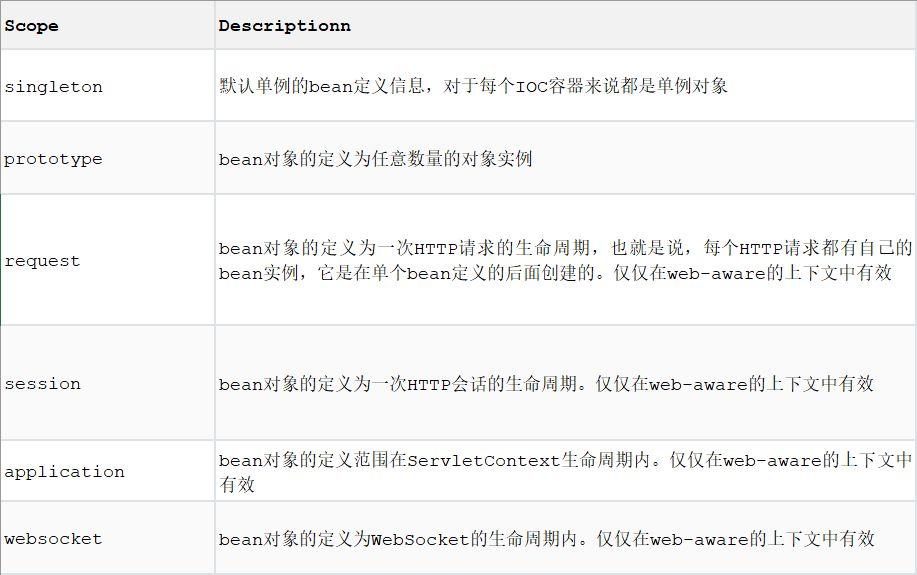 Scope Descriptionn
singleton 默认单例的bean定义信息，对于每个IOC容器来说都是单例对象
prototype bean对象的定义为任意数量的对象实例
request bean对象的定义为一次HTTP请求的生命周期，也就是说，每个HTTP请求都有自己的
bean实例，它是在单个bean定义的后面创建的。仅仅在web-aware的上下文中有效
session bean对象的定义为一次HTTP会话的生命周期。仅仅在web-aware的上下文中有效
application bean对象的定义范围在ServletContext生命周期内。仅仅在web-aware的上下文中
有效
websocket bean对象的定义为WebSocket的生命周期内。仅仅在web-aware的上下文中有效